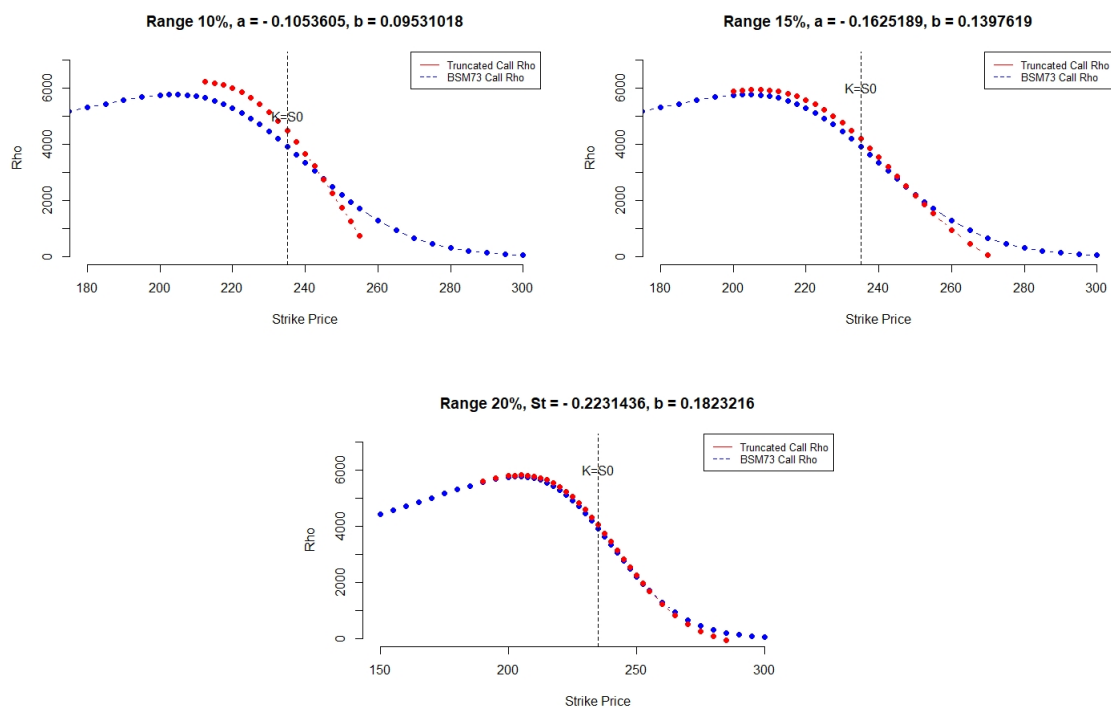 Range 10%, a = - 0.1053605, b = 0.09531018
Truncated Call Rho
BSM73 Call Rho
K=S0
Rho
0
2000
4000
6000
180 200 220 240 260 280 300
Strike Price
Range 15%, a = - 0.1625189, b = 0.1397619
Truncated Call Rho
BSM73 Call Rho
K=S0
Rho
0
2000
4000
6000
180 200 220 240 260 280 300
Strike Price
Range 20%, St = - 0.2231436, b = 0.1823216
Truncated Call Rho
BSM73 Call Rho
K=S0
Rho
0
2000
4000
6000
150 200 250 300
Strike Price